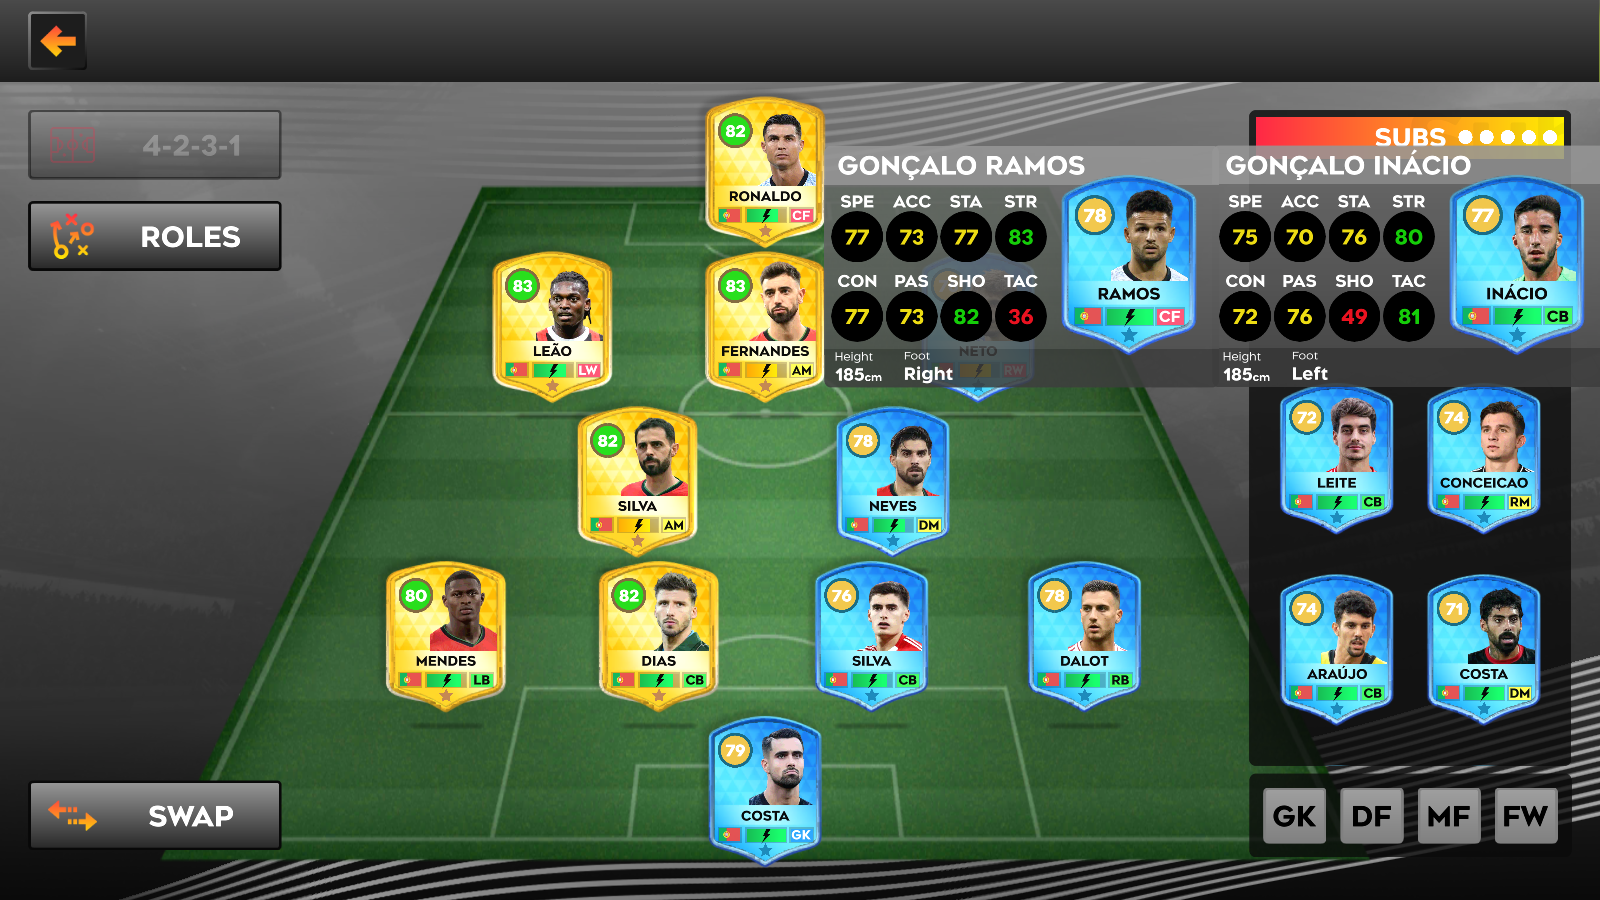 4-2-3-1
ROLES
SWAP
SUBS
82
RONALDO
CF
83
LEÃO
LW
83
FERNANDES
AM
NETO
RW
GONÇALO RAMOS
SPE ACC STA STR
77 73 77 83
CON PAS SHO TAC
77 73 82 36
Height Foot
185cm Right
78
RAMOS
CF
GONÇALO INÁCIO
SPE ACC STA STR
75 70 76 80
CON PAS SHO TAC
72 76 49 81
Height Foot
185cm Left
77
INÁCIO
CB
82
SILVA
AM
78
NEVES
DM
72
LEITE
CB
74
CONCEICAO
RM
80
MENDES
LB
82
DIAS
CB
76
SILVA
CB
78
DALOT
RB
74
ARAÚJO
CB
71
COSTA
DM
79
COSTA
GK
GK DF MF FW